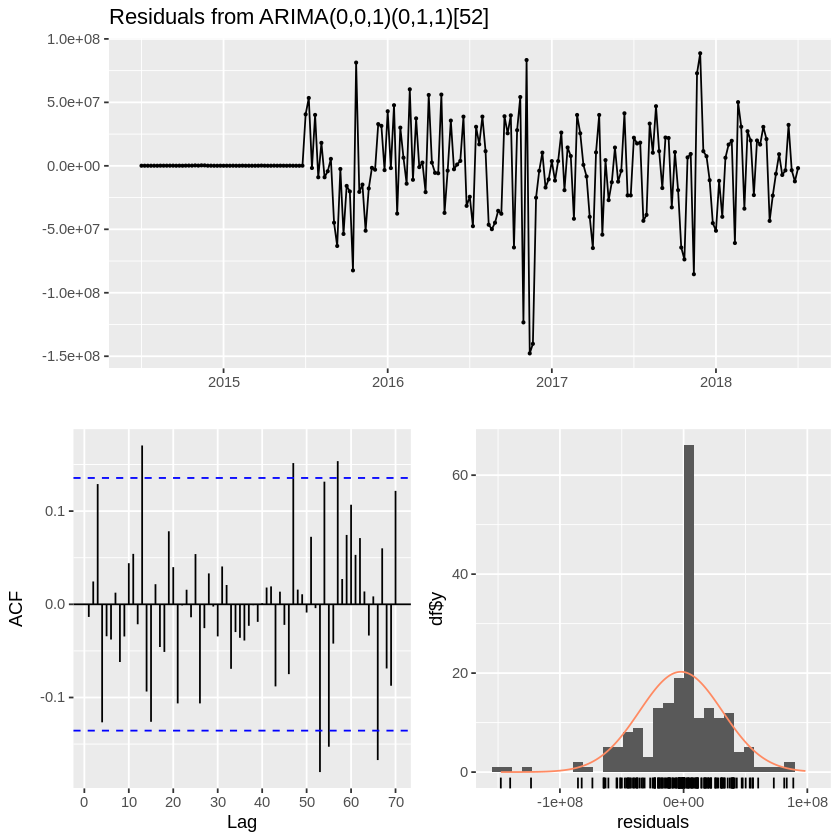 Residuals from ARIMA(0,0,1)(0,1,1)[52]
1.0e+08
5.0e+07
0.0e+00
-5.0e+07
-1.0e+08
-1.5e+08
2015 2016 2017 2018
ACF
0.1
0.0
-0.1
0 10 20 30 40 50 60 70
Lag
df$y
60
40
20
0
-1e+08 0e+00 1e+08
residuals